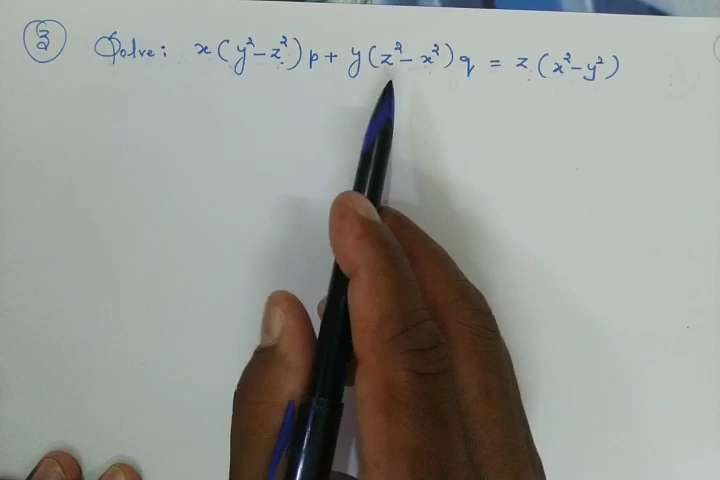 3 Solve: x(y²-z²)p + y(z²-x²)q = z(x²-y²)